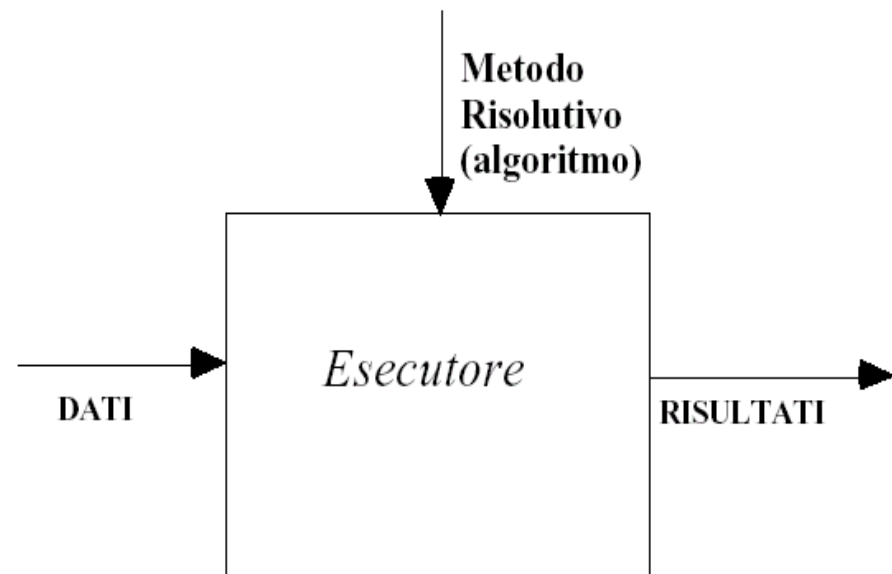 Metodo
Risolutivo
(algoritmo)
Esecutore
DATI
RISULTATI